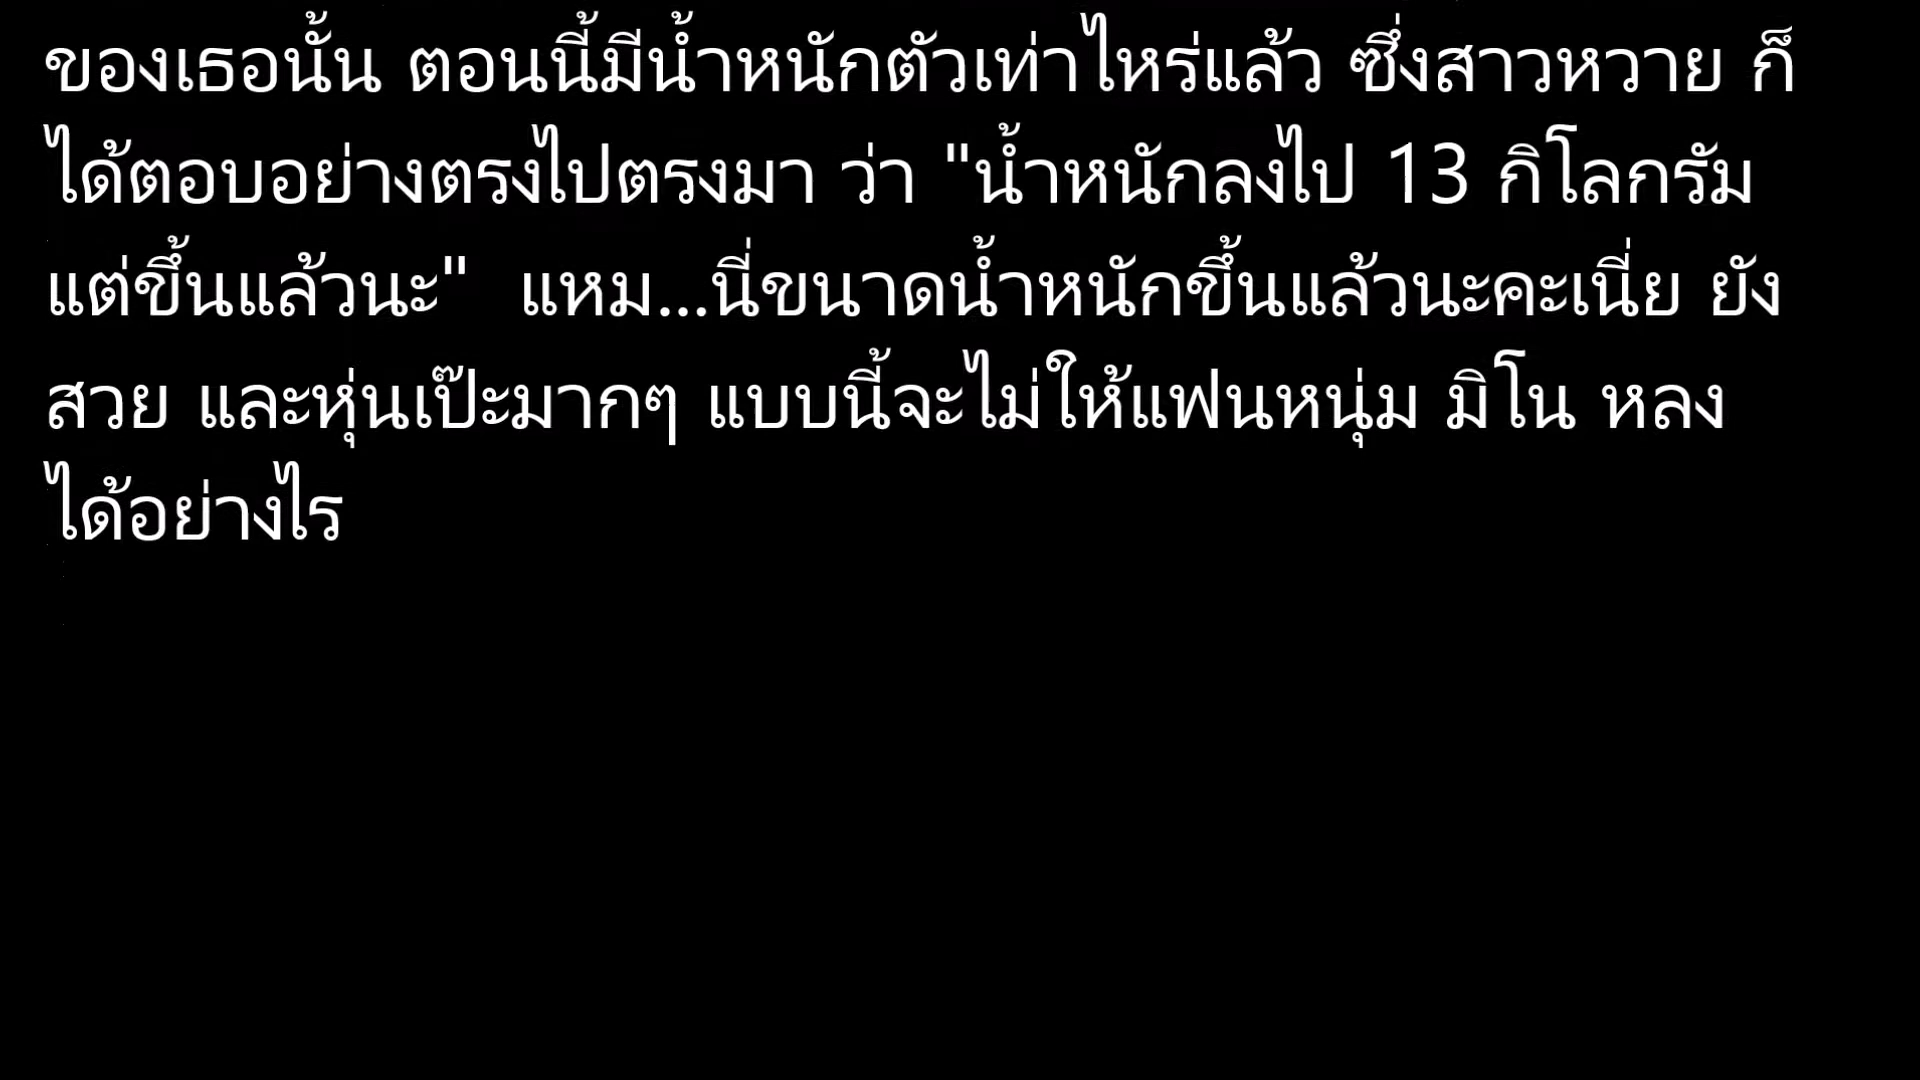 ของเธอนั้น ตอนนี้มีน้ำหนักตัวเท่าไหร่แล้ว ซึ่งสาวหวาย ก็
ได้ตอบอย่างตรงไปตรงมา ว่า "น้ำหนักลงไป 13 กิโลกรัม
แต่ขึ้นแล้วนะ"  แหม...นี่ขนาดน้ำหนักขึ้นแล้วนะคะเนี่ย ยัง
สวย และหุ่นเป๊ะมากๆ แบบนี้จะไม่ให้แฟนหนุ่ม มิโน หลง
ได้อย่างไร